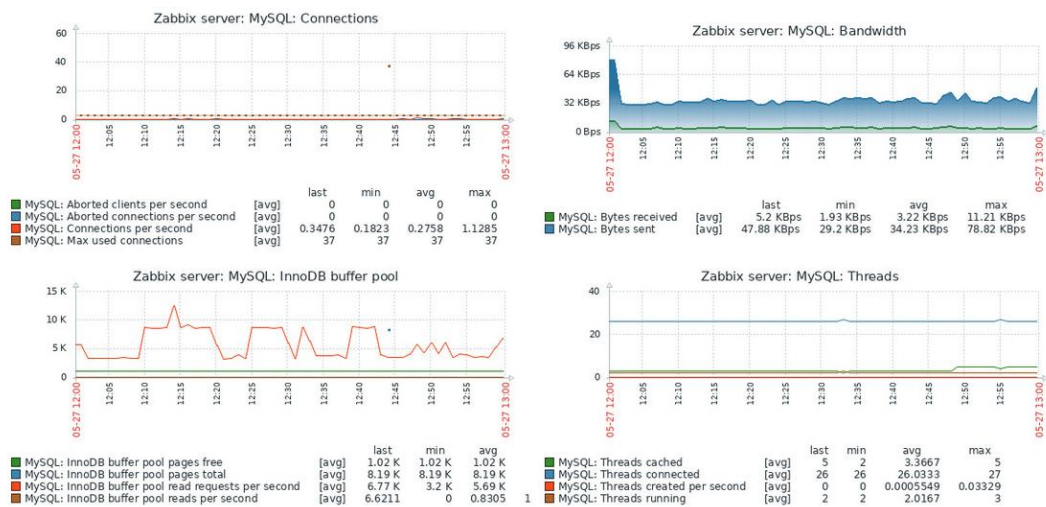 Zabbix server: MySQL: Connections
60
40
20
0
05-27 12:00
12:05
12:10
12:15
12:20
12:25
12:30
12:35
12:40
12:45
12:50
12:55
05-27 13:00
last min avg max
MySQL: Aborted clients per second [avg] 0 0 0 0
MySQL: Aborted connections per second [avg] 0 0 0 0
MySQL: Connections per second [avg] 0.3476 0.1823 0.2758 1.1285
MySQL: Max used connections [avg] 37 37 37 37
Zabbix server: MySQL: Bandwidth
96 KBps
64 KBps
32 KBps
0 Bps
05-27 12:00
12:05
12:10
12:15
12:20
12:25
12:30
12:35
12:40
12:45
12:50
12:55
05-27 13:00
last min avg max
MySQL: Bytes received [avg] 5.2 KBps 1.93 KBps 3.22 KBps 11.21 KBps
MySQL: Bytes sent [avg] 47.88 KBps 29.2 KBps 34.23 KBps 78.82 KBps
Zabbix server: MySQL: InnoDB buffer pool
15 K
10 K
5 K
0
05-27 12:00
12:05
12:10
12:15
12:20
12:25
12:30
12:35
12:40
12:45
12:50
12:55
05-27 13:00
last min avg
MySQL: InnoDB buffer pool pages free [avg] 1.02 K 1.02 K 1.02 K
MySQL: InnoDB buffer pool pages total [avg] 8.19 K 8.19 K 8.19 K
MySQL: InnoDB buffer pool read requests per second [avg] 6.77 K 3.2 K 5.69 K
MySQL: InnoDB buffer pool reads per second [avg] 6.6211 0 0.8305 1
Zabbix server: MySQL: Threads
40
20
0
05-27 12:00
12:05
12:10
12:15
12:20
12:25
12:30
12:35
12:40
12:45
12:50
12:55
05-27 13:00
last min avg max
MySQL: Threads cached [avg] 5 2 3.3667 5
MySQL: Threads connected [avg] 26 26 26.0333 27
MySQL: Threads created per second [avg] 0 0 0.0005549 0.03329
MySQL: Threads running [avg] 2 2 2.0167 3